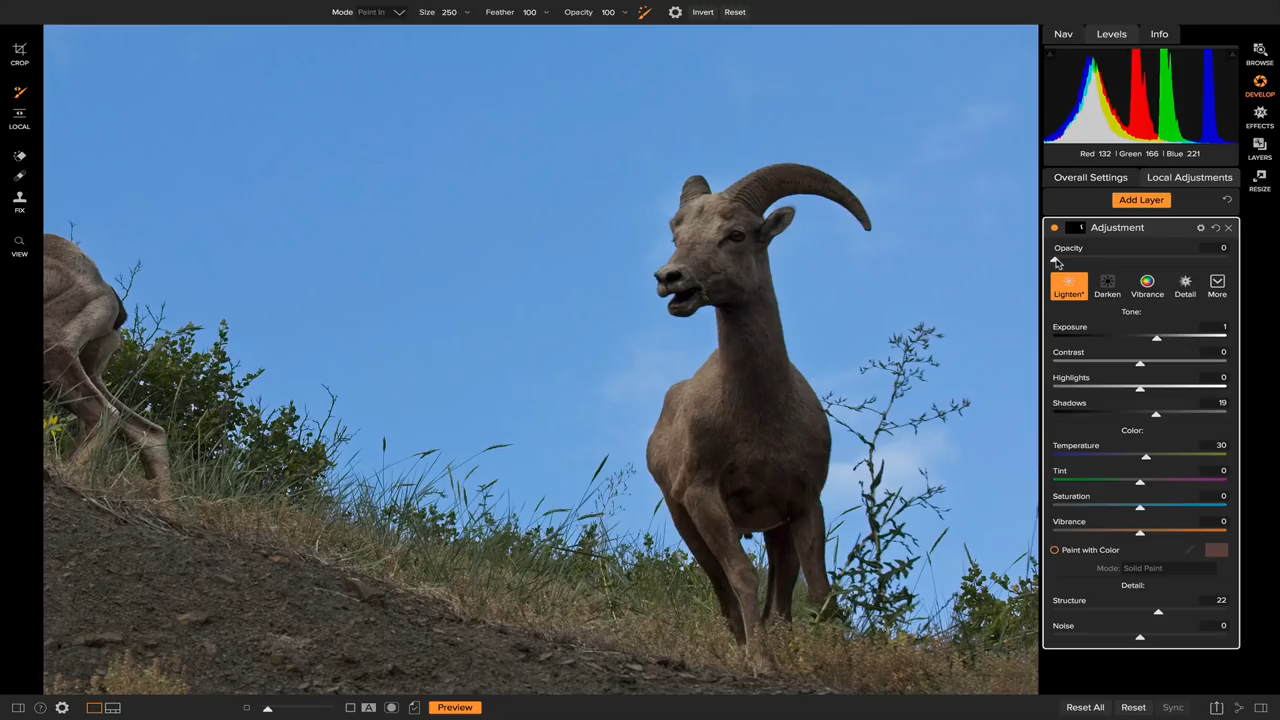 Mode Paint In Size 250 Feather 100 Opacity 100 Invert Reset
CROP
LOCAL
FIX
VIEW
Nav Levels Info
Red 132 | Green 166 | Blue 221
Overall Settings Local Adjustments
Add Layer
Adjustment
Opacity 0
Lighten* Darken Vibrance Detail More
Tone:
Exposure 1
Contrast 0
Highlights 0
Shadows 19
Color:
Temperature 30
Tint 0
Saturation 0
Vibrance 0
Paint with Color
Mode: Solid Paint
Detail:
Structure 22
Noise 0
BROWSE
DEVELOP
EFFECTS
LAYERS
RESIZE
? A Preview
Reset All Reset Sync